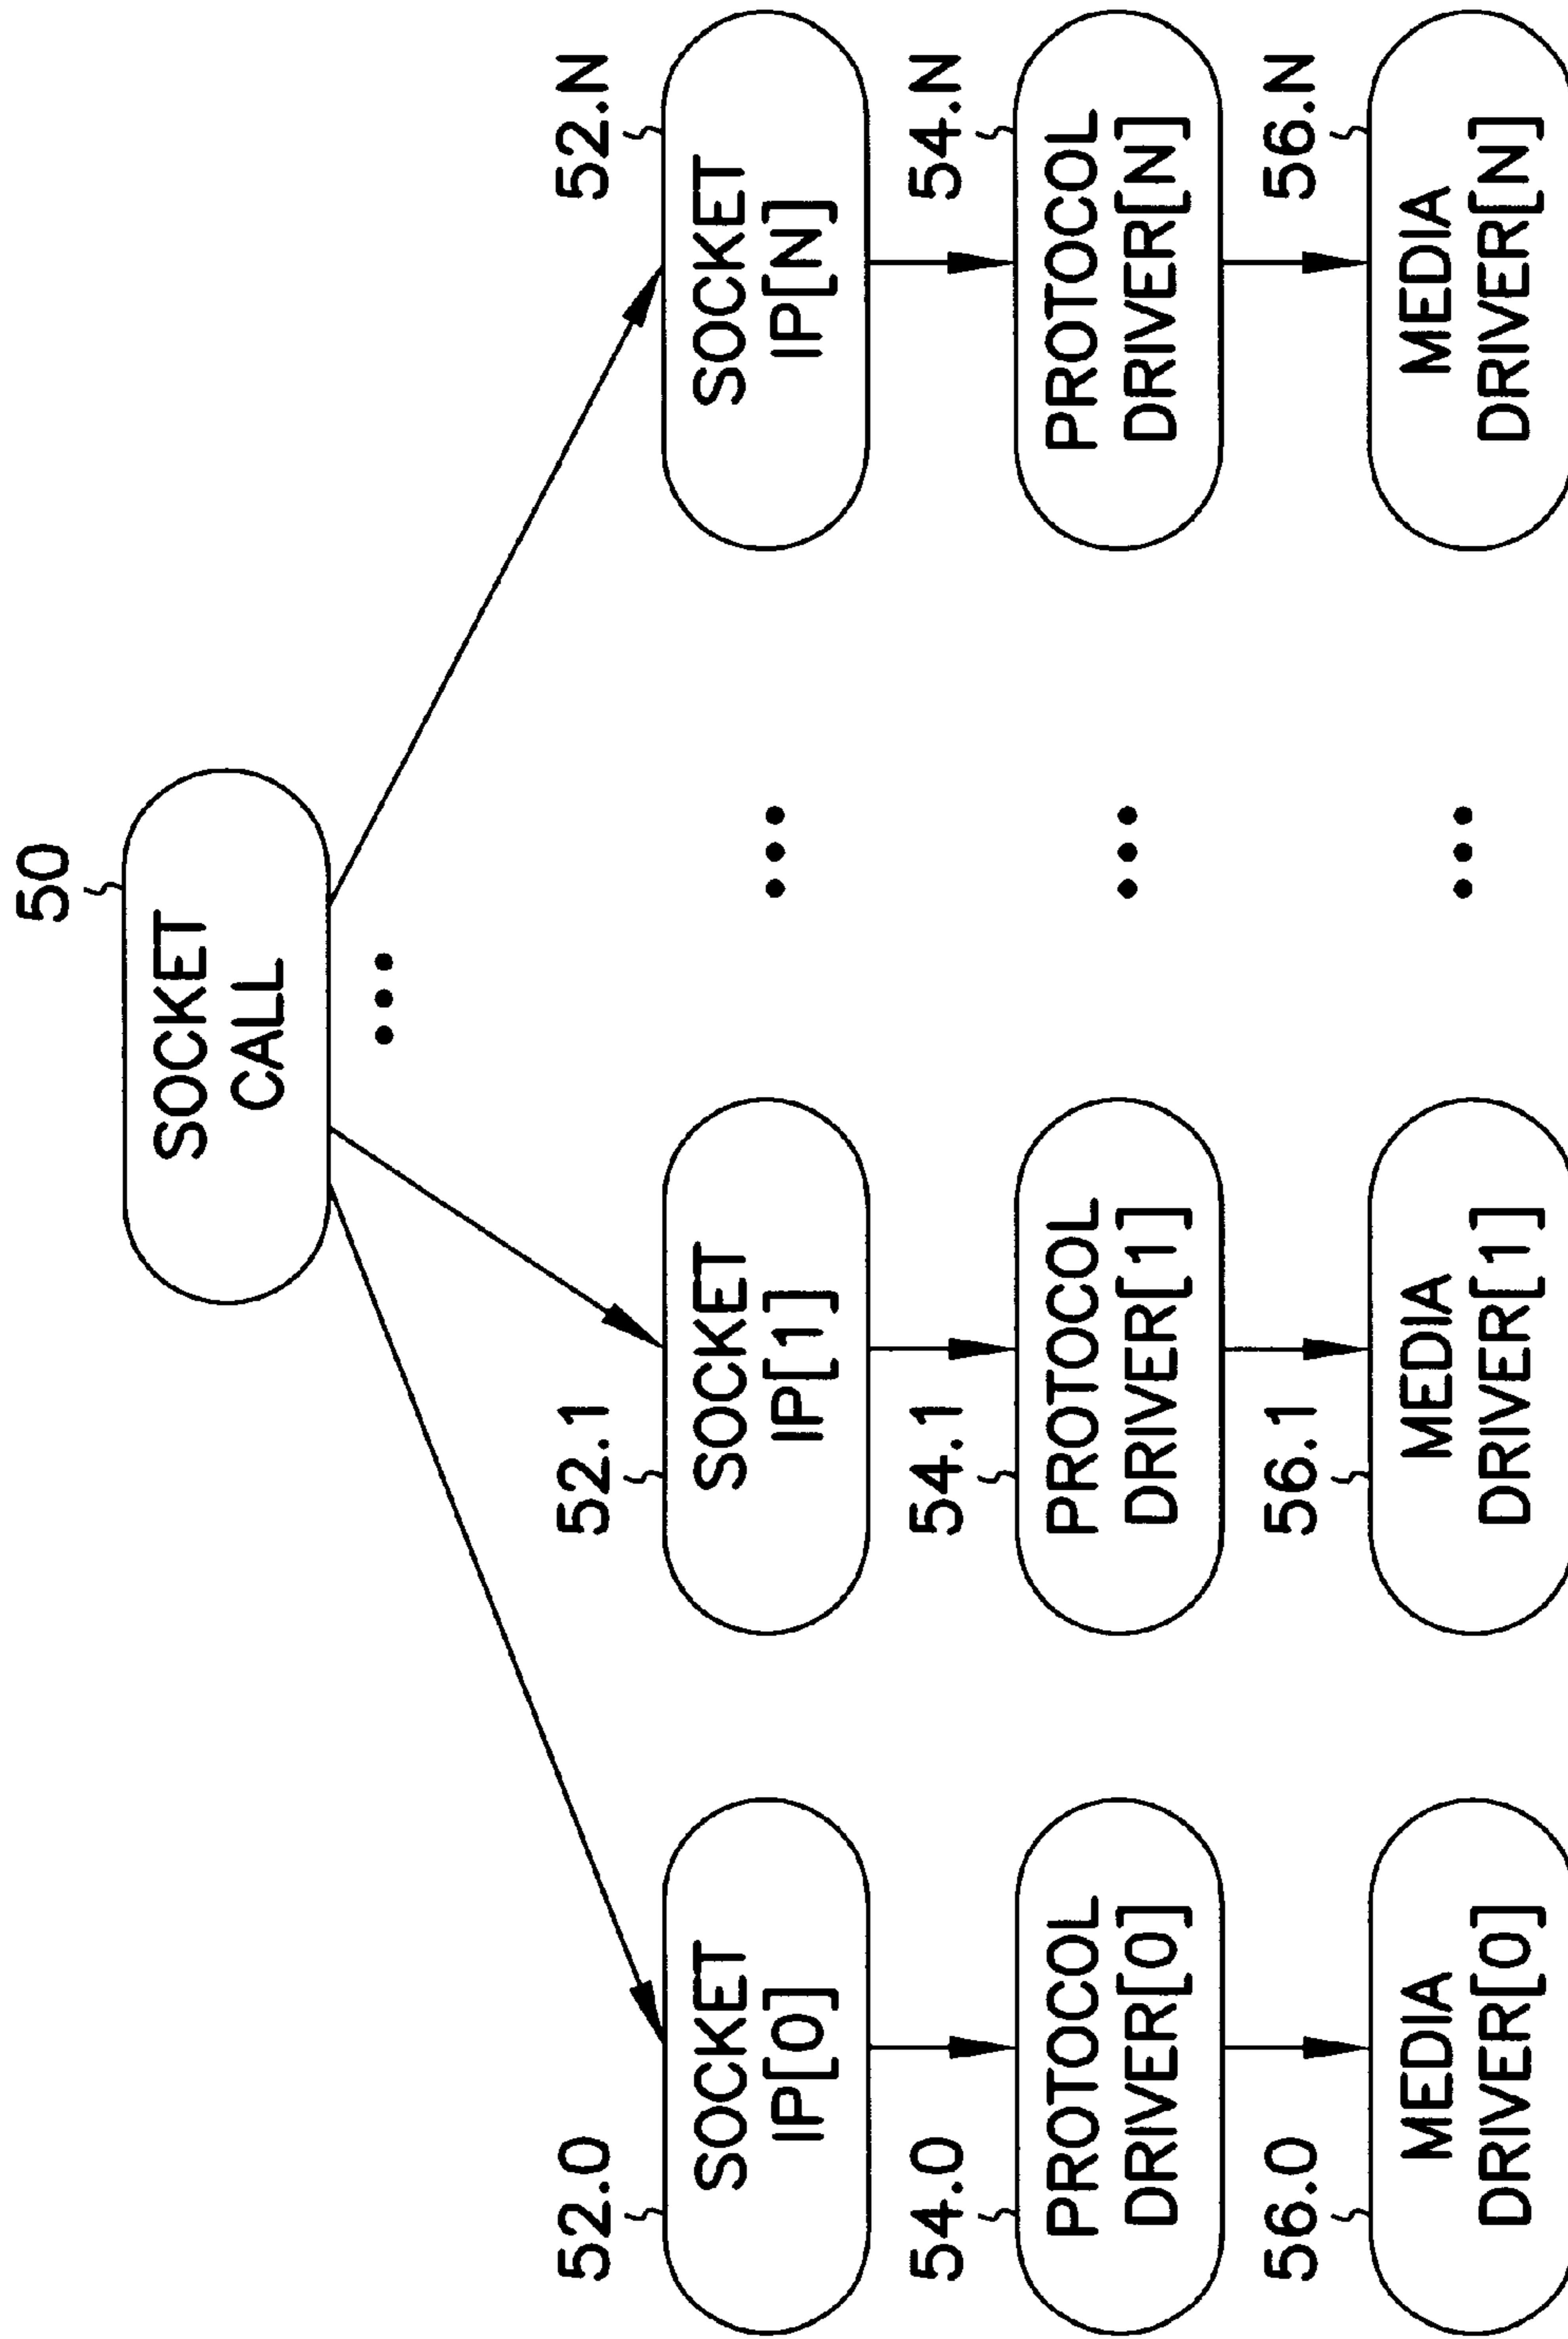 50
SOCKET
CALL
52.0
52.1
52.N
SOCKET
IP[0]
SOCKET
IP[1]
SOCKET
IP[N]
54.0
54.1
54.N
PROTOCOL
DRIVER[0]
PROTOCOL
DRIVER[1]
PROTOCOL
DRIVER[N]
56.0
56.1
56.N
MEDIA
DRIVER[0]
MEDIA
DRIVER[1]
MEDIA
DRIVER[N]